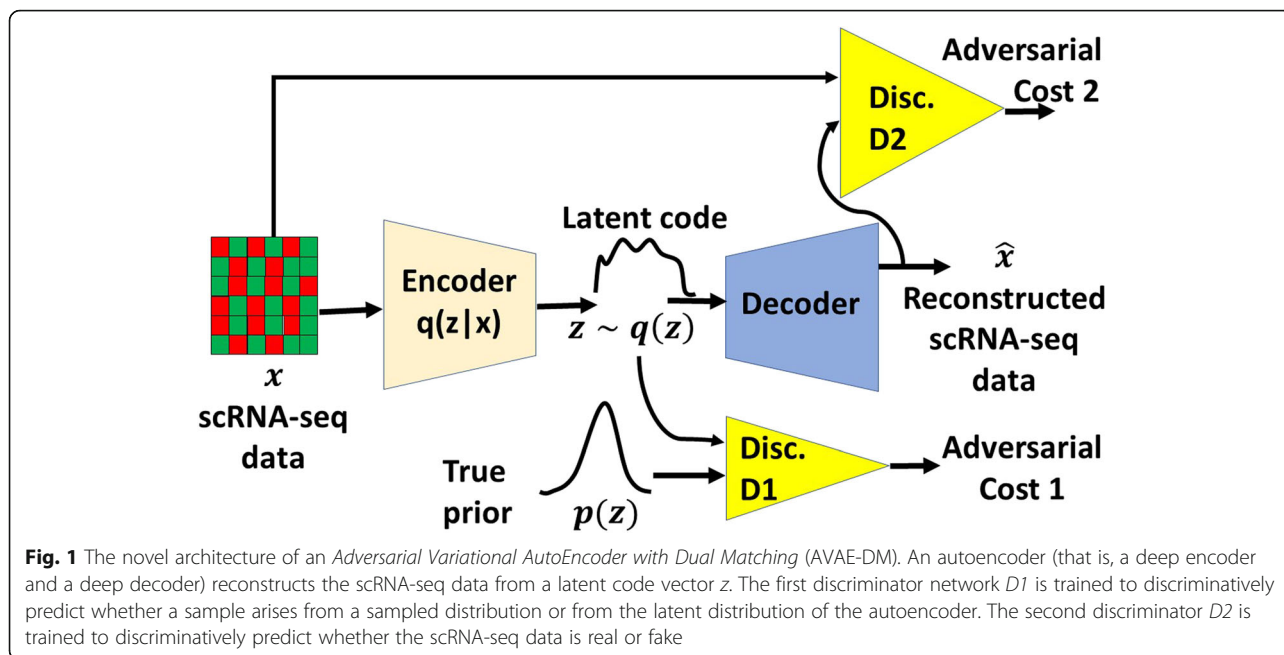 Adversarial
Cost 2
Disc.
D2
Latent code
Encoder
q(z|x)
z ~ q(z)
Decoder
x̂
Reconstructed
scRNA-seq
data
x
scRNA-seq
data
True
prior
p(z)
Disc.
D1
Adversarial
Cost 1
Fig. 1 The novel architecture of an Adversarial Variational AutoEncoder with Dual Matching (AVAE-DM). An autoencoder (that is, a deep encoder
and a deep decoder) reconstructs the scRNA-seq data from a latent code vector z. The first discriminator network D1 is trained to discriminatively
predict whether a sample arises from a sampled distribution or from the latent distribution of the autoencoder. The second discriminator D2 is
trained to discriminatively predict whether the scRNA-seq data is real or fake